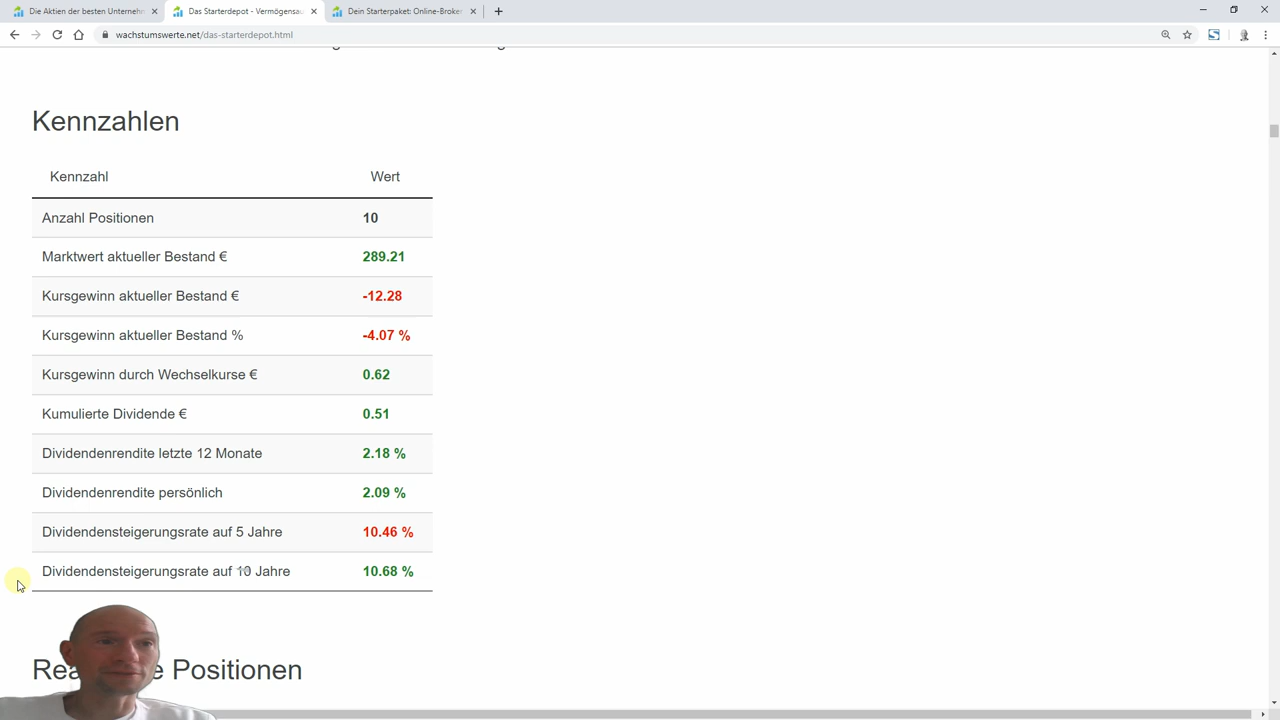 Die Aktien der besten Unternehm
Das Starterdepot - Vermögensau
Dein Starterpaket: Online-Broker
wachstumswerte.net/das-starterdepot.html
Kennzahlen
Kennzahl Wert
Anzahl Positionen 10
Marktwert aktueller Bestand € 289.21
Kursgewinn aktueller Bestand € -12.28
Kursgewinn aktueller Bestand % -4.07 %
Kursgewinn durch Wechselkurse € 0.62
Kumulierte Dividende € 0.51
Dividendenrendite letzte 12 Monate 2.18 %
Dividendenrendite persönlich 2.09 %
Dividendensteigerungsrate auf 5 Jahre 10.46 %
Dividendensteigerungsrate auf 10 Jahre 10.68 %
Positionen